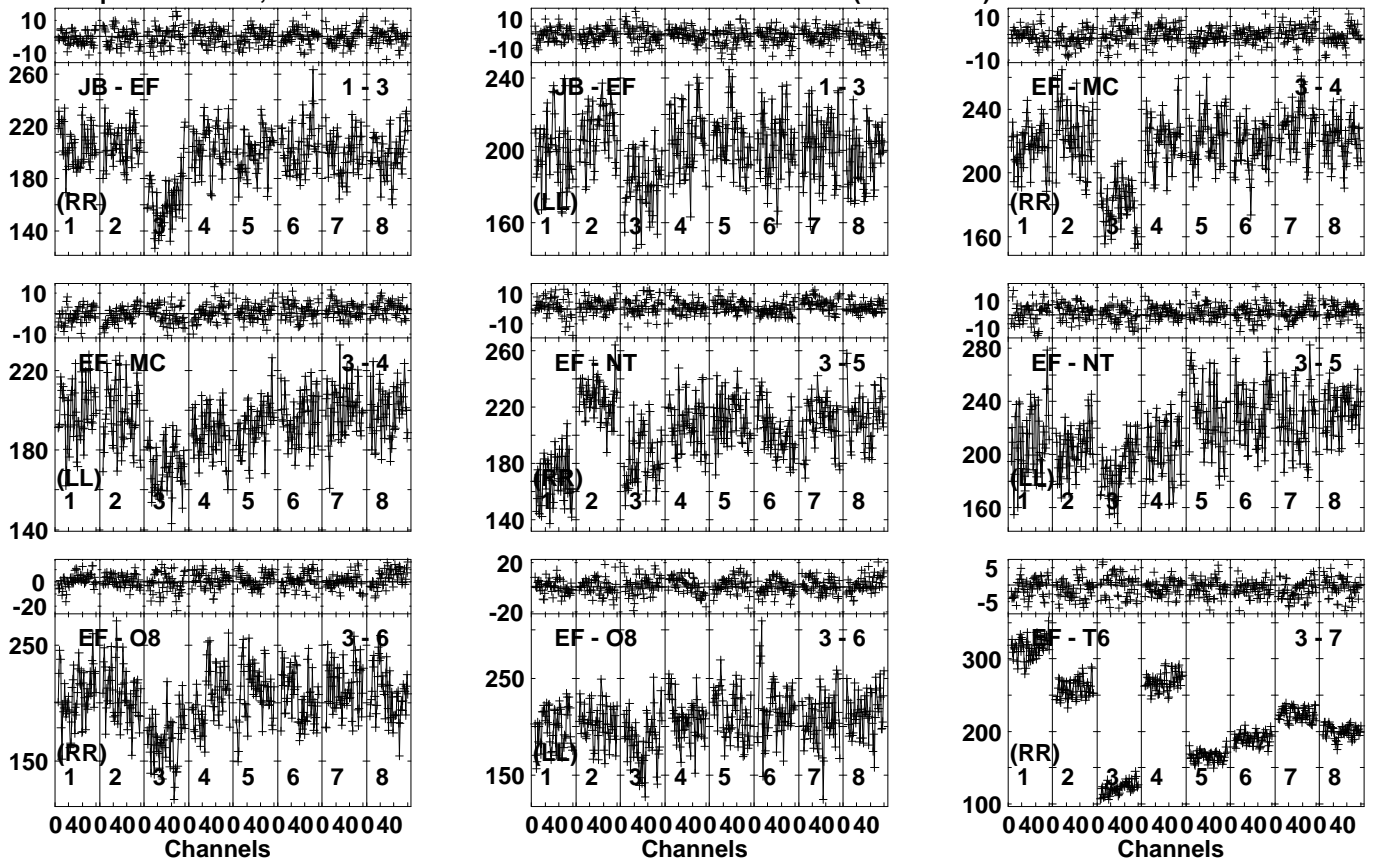 10 10 10
-10 -10 -10
260 JB - EF 1 - 3
240 JB - EF 1 - 3
EF - MC 3 - 4
220 180 140
200 160
240 200 160
(RR) (LL) (RR)
1 2 3 4 5 6 7 8
1 2 3 4 5 6 7 8
1 2 3 4 5 6 7 8
10 10 10
-10 -10 -10
EF - MC 3 - 4
260 EF - NT 3 - 5
280 EF - NT 3 - 5
220 180 140
220 180 140
240 200 160
(LL) (RR) (LL)
1 2 3 4 5 6 7 8
1 2 3 4 5 6 7 8
1 2 3 4 5 6 7 8
0 20 5
-20 -20 -5
EF - O8 3 - 6
EF - O8 3 - 6
EF - T6 3 - 7
250 150
250 150
300 200 100
(RR) (LL) (RR)
1 2 3 4 5 6 7 8
1 2 3 4 5 6 7 8
1 2 3 4 5 6 7 8
0 40 0 40 0 40 0 40 0 40 0 40 0 40 0 40
0 40 0 40 0 40 0 40 0 40 0 40 0 40 0 40
0 40 0 40 0 40 0 40 0 40 0 40 0 40 0 40
Channels Channels Channels